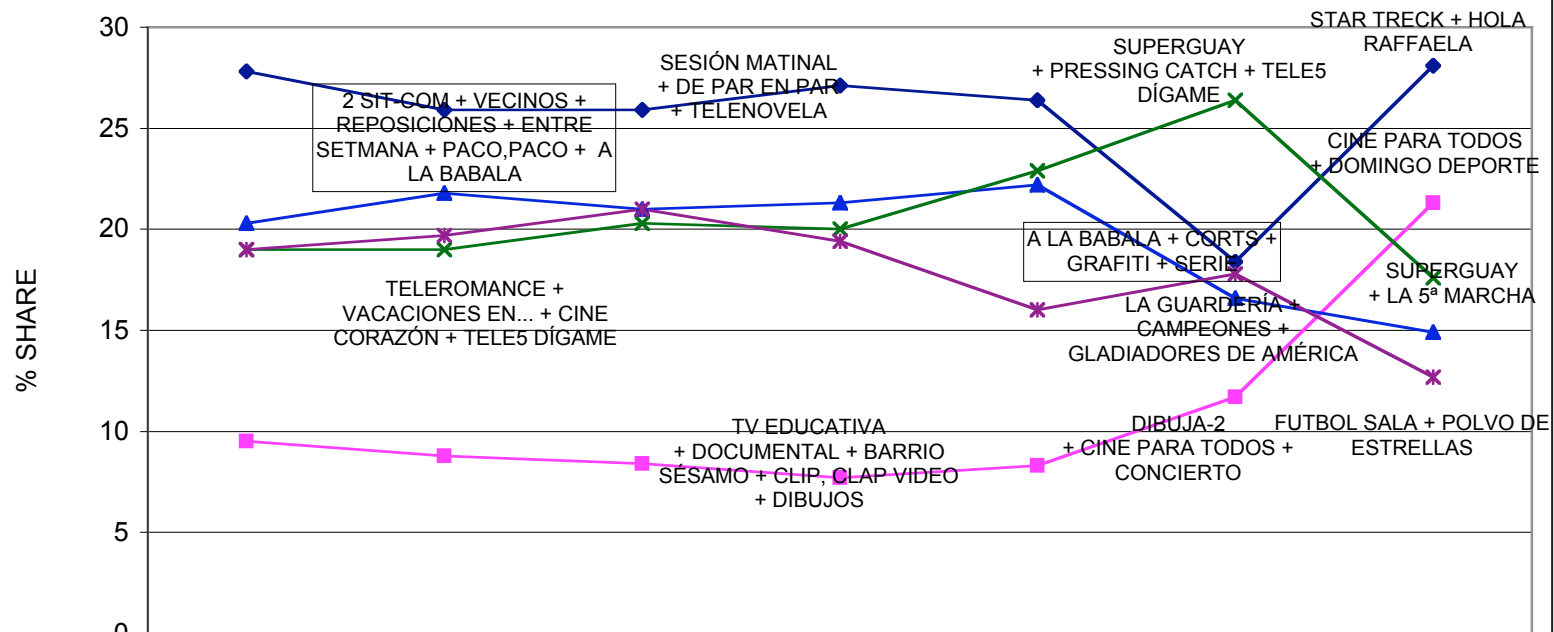 30
25
20
15
10
5
0
% SHARE
2 SIT-COM + VECINOS +
REPOSICIONES + ENTRE
SETMANA + PACO,PACO + A
LA BABALA
SESIÓN MATINAL
+ DE PAR EN PAR
+ TELENOVELA
SUPERGUAY
+ PRESSING CATCH + TELE5
DÍGAME
STAR TRECK + HOLA
RAFFAELA
CINE PARA TODOS
+ DOMINGO DEPORTE
A LA BABALA + CORTS +
GRAFITI + SERIE
SUPERGUAY
+ LA 5ª MARCHA
TELEROMANCE +
VACACIONES EN... + CINE
CORAZÓN + TELE5 DÍGAME
LA GUARDERÍA +
CAMPEONES +
GLADIADORES DE AMÉRICA
TV EDUCATIVA
+ DOCUMENTAL + BARRIO
SÉSAMO + CLIP, CLAP VIDEO
+ DIBUJOS
DIBUJA-2
+ CINE PARA TODOS +
CONCIERTO
FUTBOL SALA + POLVO DE
ESTRELLAS